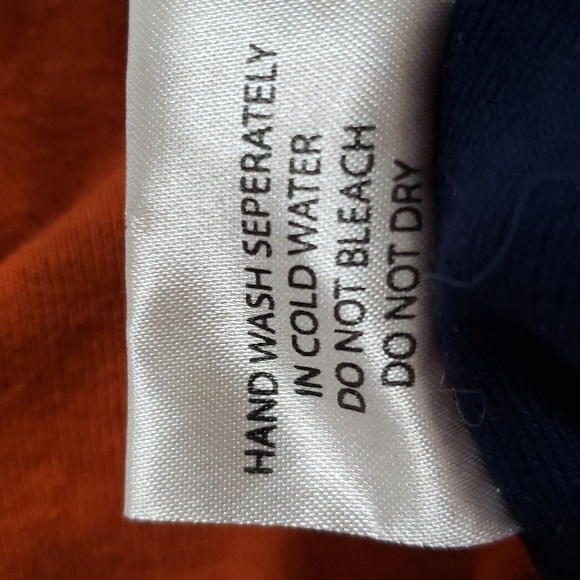 HAND WASH SEPERATELY
IN COLD WATER
DO NOT BLEACH
DO NOT DRY